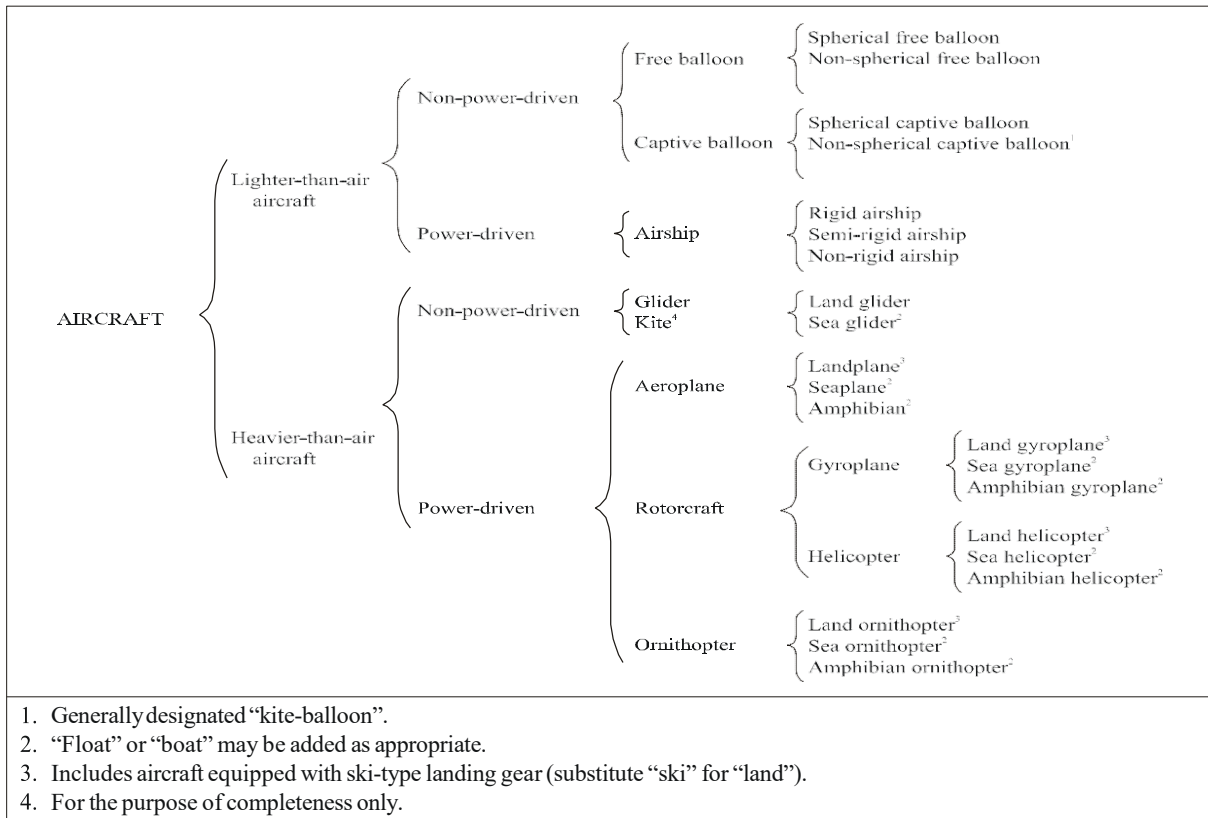 Free balloon
Spherical free balloon
Non-spherical free balloon
Non-power-driven
Captive balloon
Spherical captive balloon
Non-spherical captive balloon¹
Lighter-than-air
aircraft
Power-driven
Airship
Rigid airship
Semi-rigid airship
Non-rigid airship
AIRCRAFT
Non-power-driven
Glider
Kite⁴
Land glider
Sea glider²
Heavier-than-air
aircraft
Power-driven
Aeroplane
Landplane³
Seaplane²
Amphibian²
Rotorcraft
Gyroplane
Land gyroplane³
Sea gyroplane²
Amphibian gyroplane²
Helicopter
Land helicopter³
Sea helicopter²
Amphibian helicopter²
Ornithopter
Land ornithopter³
Sea ornithopter²
Amphibian ornithopter²
1. Generally designated “kite-balloon”.
2. “Float” or “boat” may be added as appropriate.
3. Includes aircraft equipped with ski-type landing gear (substitute “ski” for “land”).
4. For the purpose of completeness only.